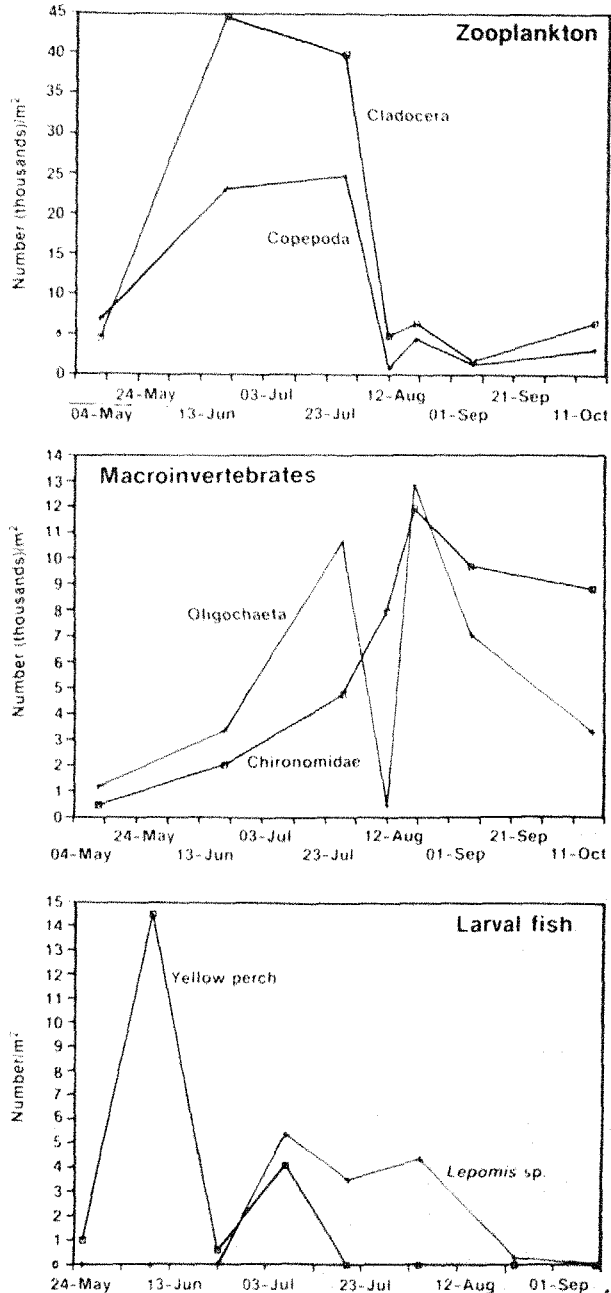 Zooplankton
Number (thousands)/m²
45
40
35
30
25
20
15
10
5
0
Cladocera
Copepoda
24-May 03-Jul 12-Aug 21-Sep
04-May 13-Jun 23-Jul 01-Sep 11-Oct
Macroinvertebrates
Number (thousands)/m²
14
13
12
11
10
9
8
7
6
5
4
3
2
1
0
Oligochaeta
Chironomidae
24-May 03-Jul 12-Aug 21-Sep
04-May 13-Jun 23-Jul 01-Sep 11-Oct
Larval fish
Number/m²
15
14
13
12
11
10
9
8
7
6
5
4
3
2
1
0
Yellow perch
Lepomis sp.
24-May 13-Jun 03-Jul 23-Jul 12-Aug 01-Sep